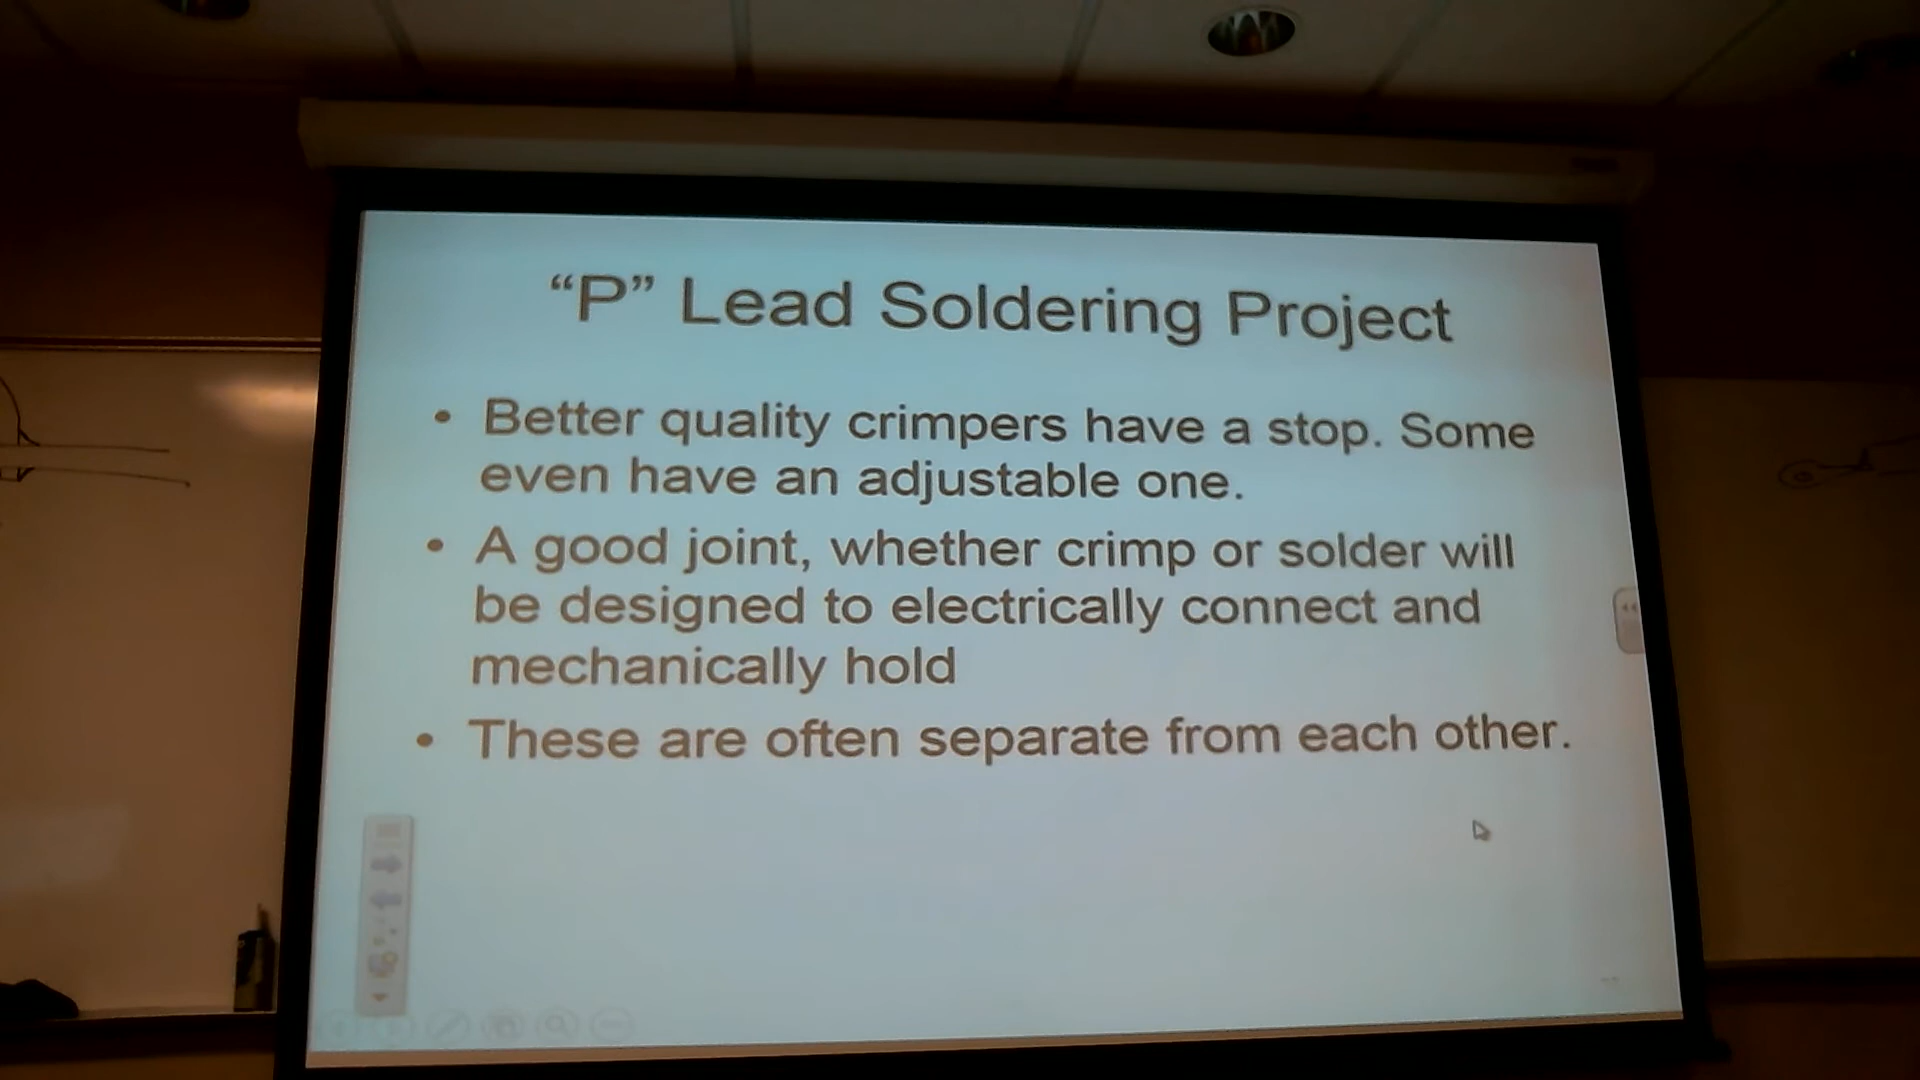 “P” Lead Soldering Project
• Better quality crimpers have a stop. Some
even have an adjustable one.
• A good joint, whether crimp or solder will
be designed to electrically connect and
mechanically hold
• These are often separate from each other.